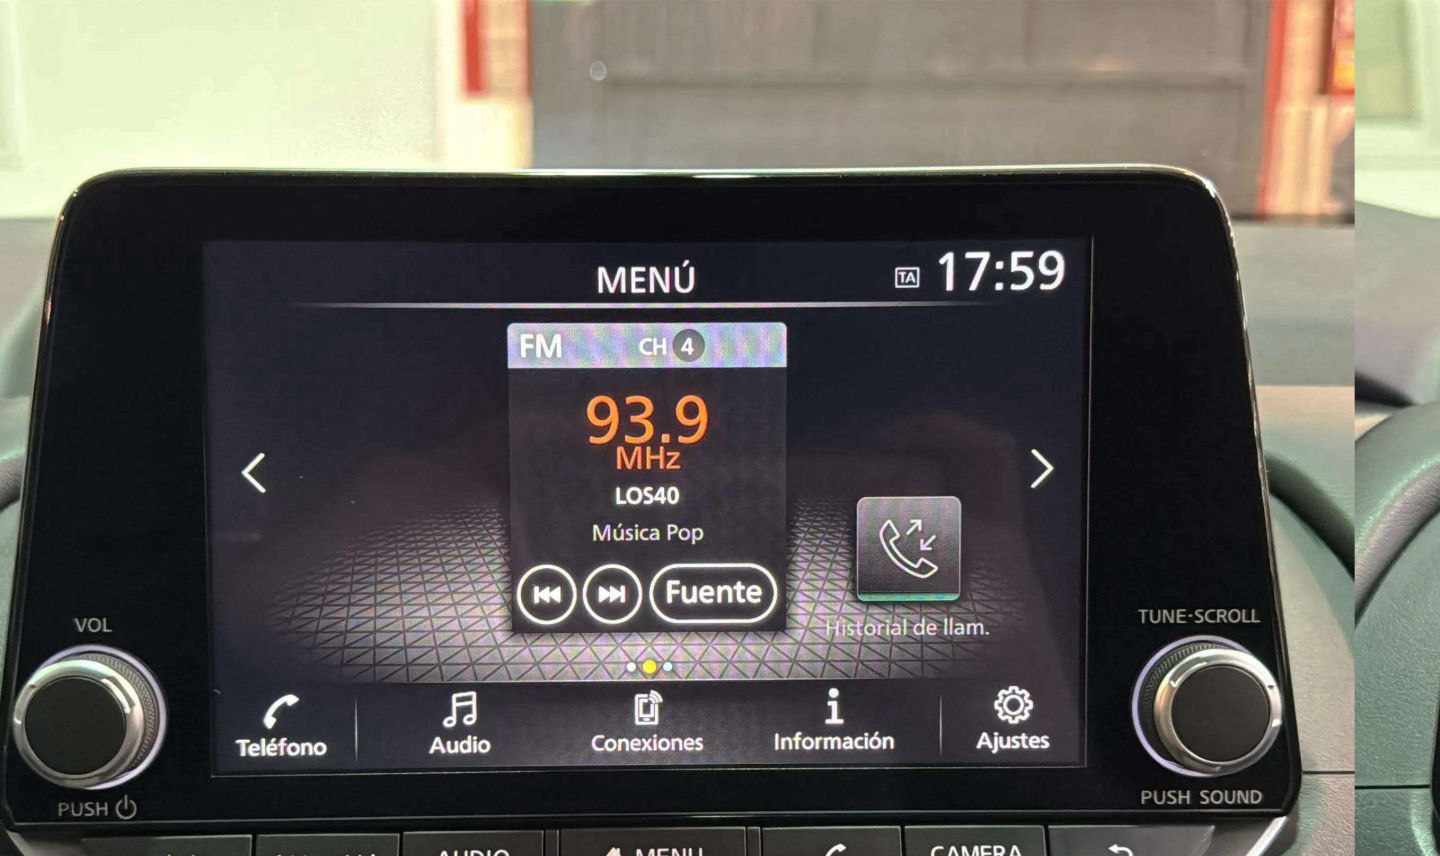 MENÚ
TA 17:59
FM CH 4
93.9
MHz
LOS40
Música Pop
Fuente
Historial de llam.
Teléfono Audio Conexiones Información Ajustes
VOL
PUSH
TUNE·SCROLL
PUSH SOUND
AUDIO MENU CAMERA